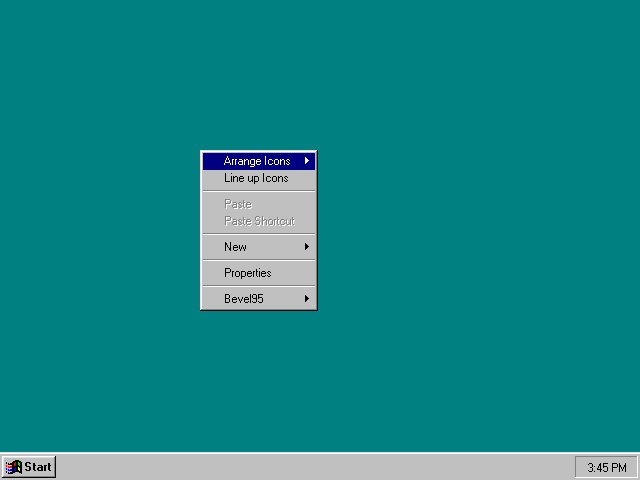 Arrange Icons
Line up Icons
Paste
Paste Shortcut
New
Properties
Bevel95
Start
3:45 PM